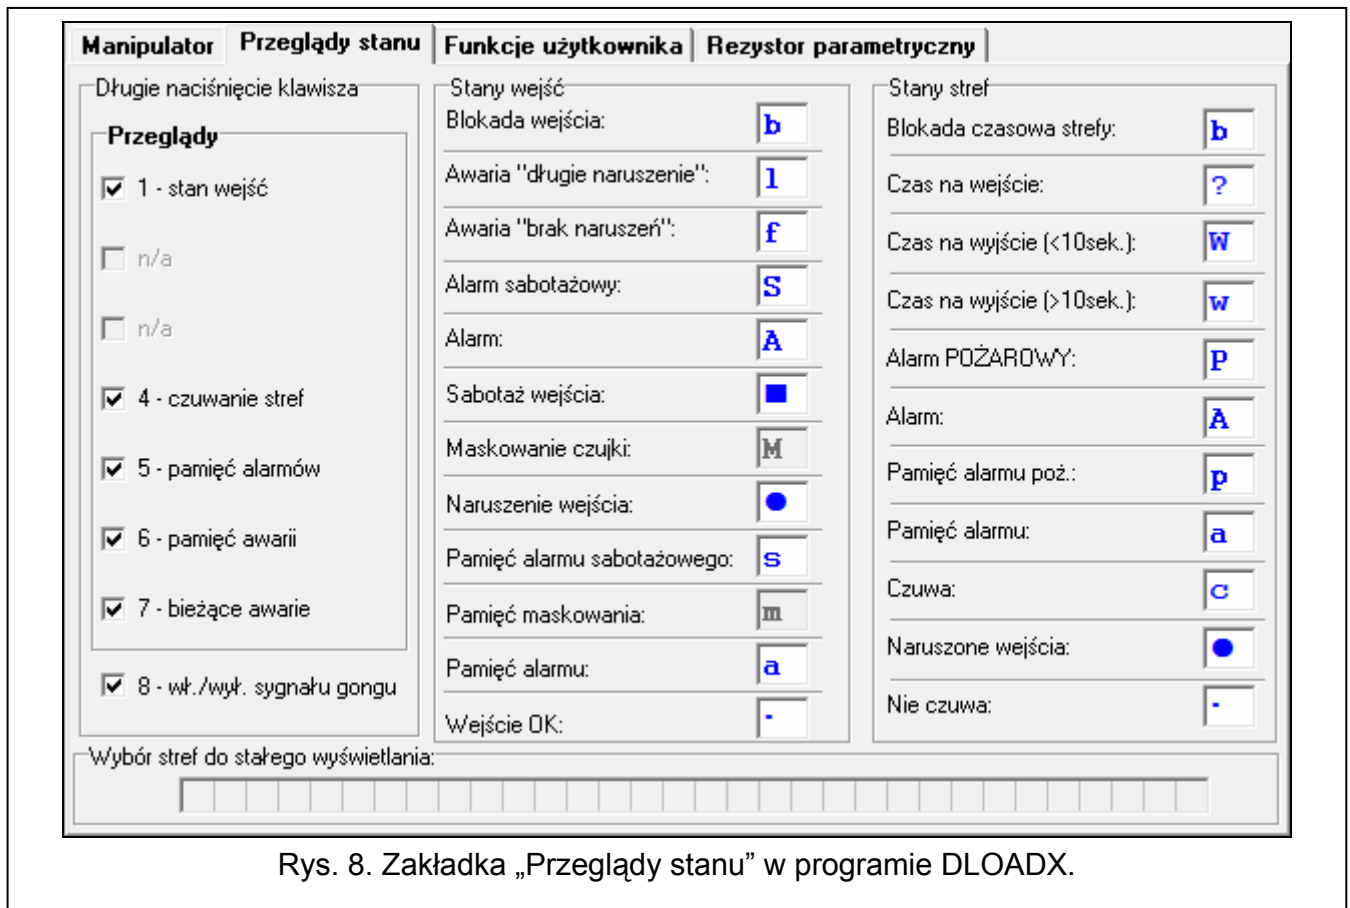 Manipulator
Przeglądy stanu
Funkcje użytkownika
Rezystor parametryczny
Długie naciśnięcie klawisza
Przeglądy
1 - stan wejść
n/a
n/a
4 - czuwanie stref
5 - pamięć alarmów
6 - pamięć awarii
7 - bieżące awarie
8 - wł./wył. sygnału gongu
Stany wejść
Blokada wejścia: b
Awaria "długie naruszenie": l
Awaria "brak naruszeń": f
Alarm sabotażowy: S
Alarm: A
Sabotaż wejścia: ■
Maskowanie czujki: M
Naruszenie wejścia: ●
Pamięć alarmu sabotażowego: s
Pamięć maskowania: m
Pamięć alarmu: a
Wejście OK: ·
Stany stref
Blokada czasowa strefy: b
Czas na wejście: ?
Czas na wyjście (<10sek.): W
Czas na wyjście (>10sek.): w
Alarm POŻAROWY: P
Alarm: A
Pamięć alarmu poż.: p
Pamięć alarmu: a
Czuwa: c
Naruszone wejścia: ●
Nie czuwa: ·
Wybór stref do stałego wyświetlania:
Rys. 8. Zakładka „Przeglądy stanu” w programie DLOADX.